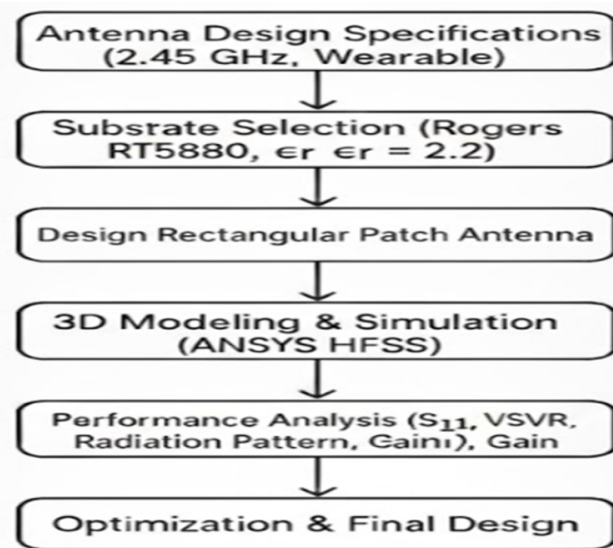 Antenna Design Specifications
(2.45 GHz, Wearable)
Substrate Selection (Rogers
RT5880, ϵr ϵr = 2.2)
Design Rectangular Patch Antenna
3D Modeling & Simulation
(ANSYS HFSS)
Performance Analysis (S₁₁, VSVR,
Radiation Pattern, Gainı), Gain
Optimization & Final Design